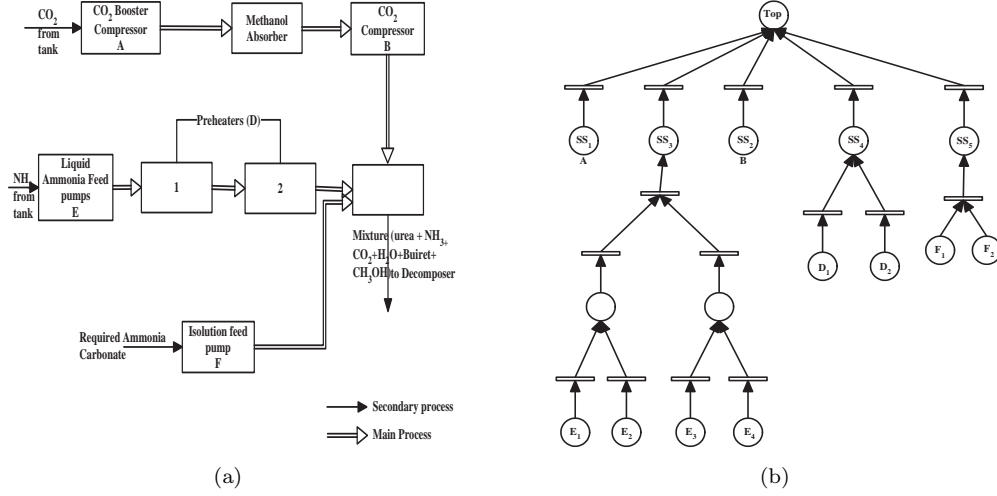 CO2
from
tank
CO2 Booster
Compressor
A
Methanol
Absorber
CO2
Compressor
B
Preheaters (D)
NH
from
tank
Liquid
Ammonia Feed
pumps
E
1
2
Mixture (urea + NH3+
CO2+H2O+Buiret+
CH3OH)to Decomposer
Required Ammonia
Carbonate
Isolution feed
pump
F
Secondary process
Main Process
(a)
Top
SS1
SS3
SS2
SS4
SS5
A
B
D1
D2
F1
F2
E1
E2
E3
E4
(b)